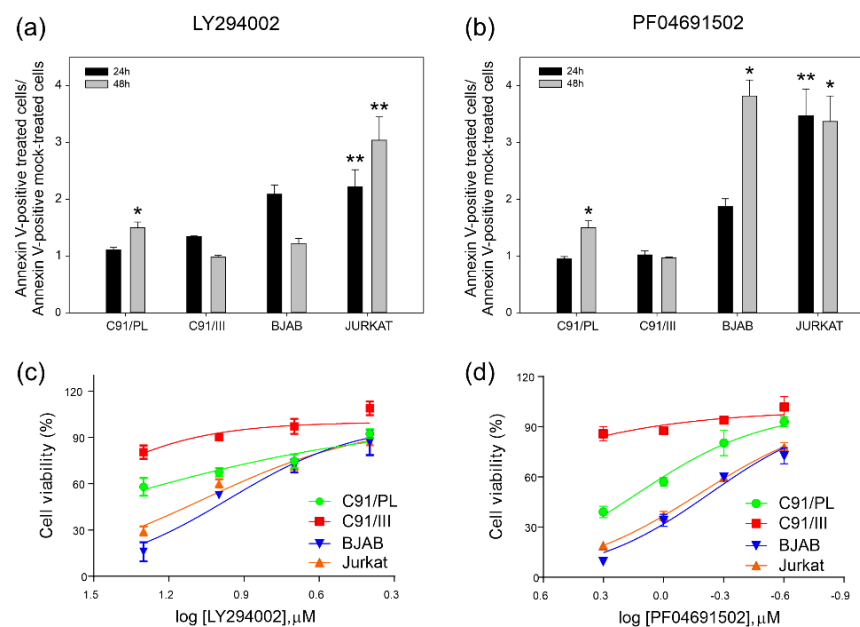 (a)
LY294002
Annexin V-positive treated cells/
Annexin V-positive mock-treated cells
4
3
2
1
0
24h
48h
*
**
**
C91/PL
C91/III
BJAB
JURKAT
(b)
PF04691502
Annexin V-positive treated cells/
Annexin V-positive mock-treated cells
4
3
2
1
0
24h
48h
*
*
**
*
C91/PL
C91/III
BJAB
JURKAT
(c)
Cell viability (%)
120
90
60
30
0
C91/PL
C91/III
BJAB
Jurkat
1.5
1.2
0.9
0.6
0.3
log [LY294002], µM
(d)
Cell viability (%)
120
90
60
30
0
C91/PL
C91/III
BJAB
Jurkat
0.6
0.3
0.0
-0.3
-0.6
-0.9
log [PF04691502], µM